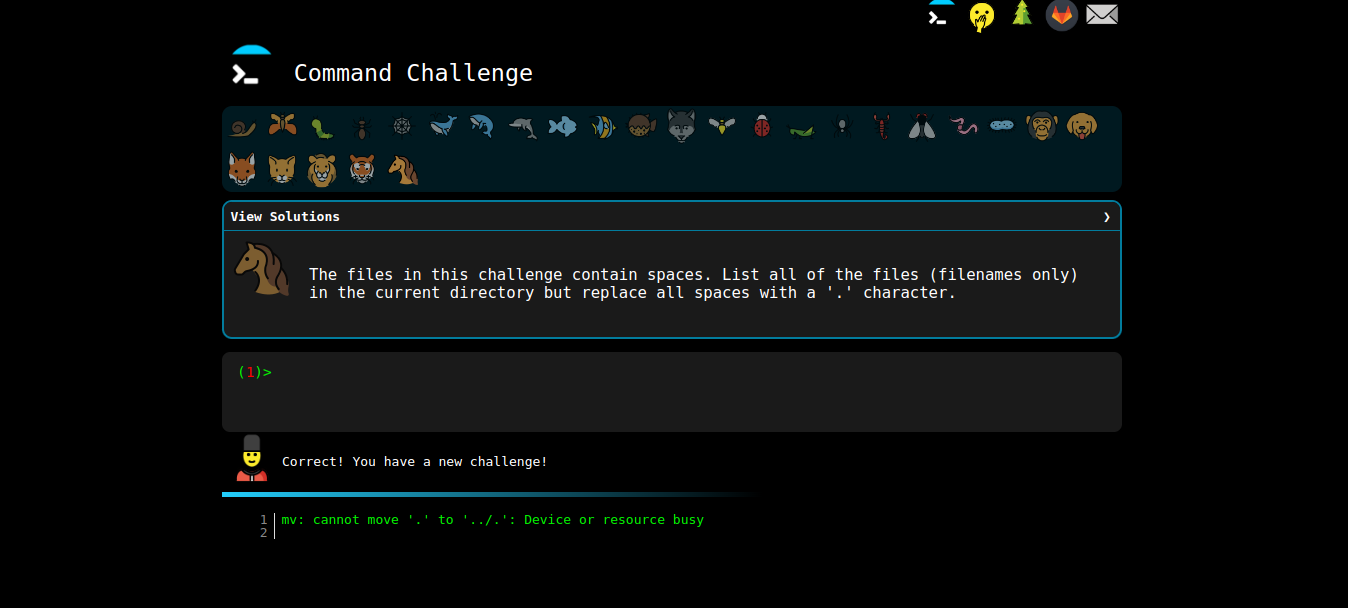 Command Challenge
View Solutions ❯
The files in this challenge contain spaces. List all of the files (filenames only)
in the current directory but replace all spaces with a '.' character.
(1)>
Correct! You have a new challenge!
1 mv: cannot move '.' to '../.': Device or resource busy
2